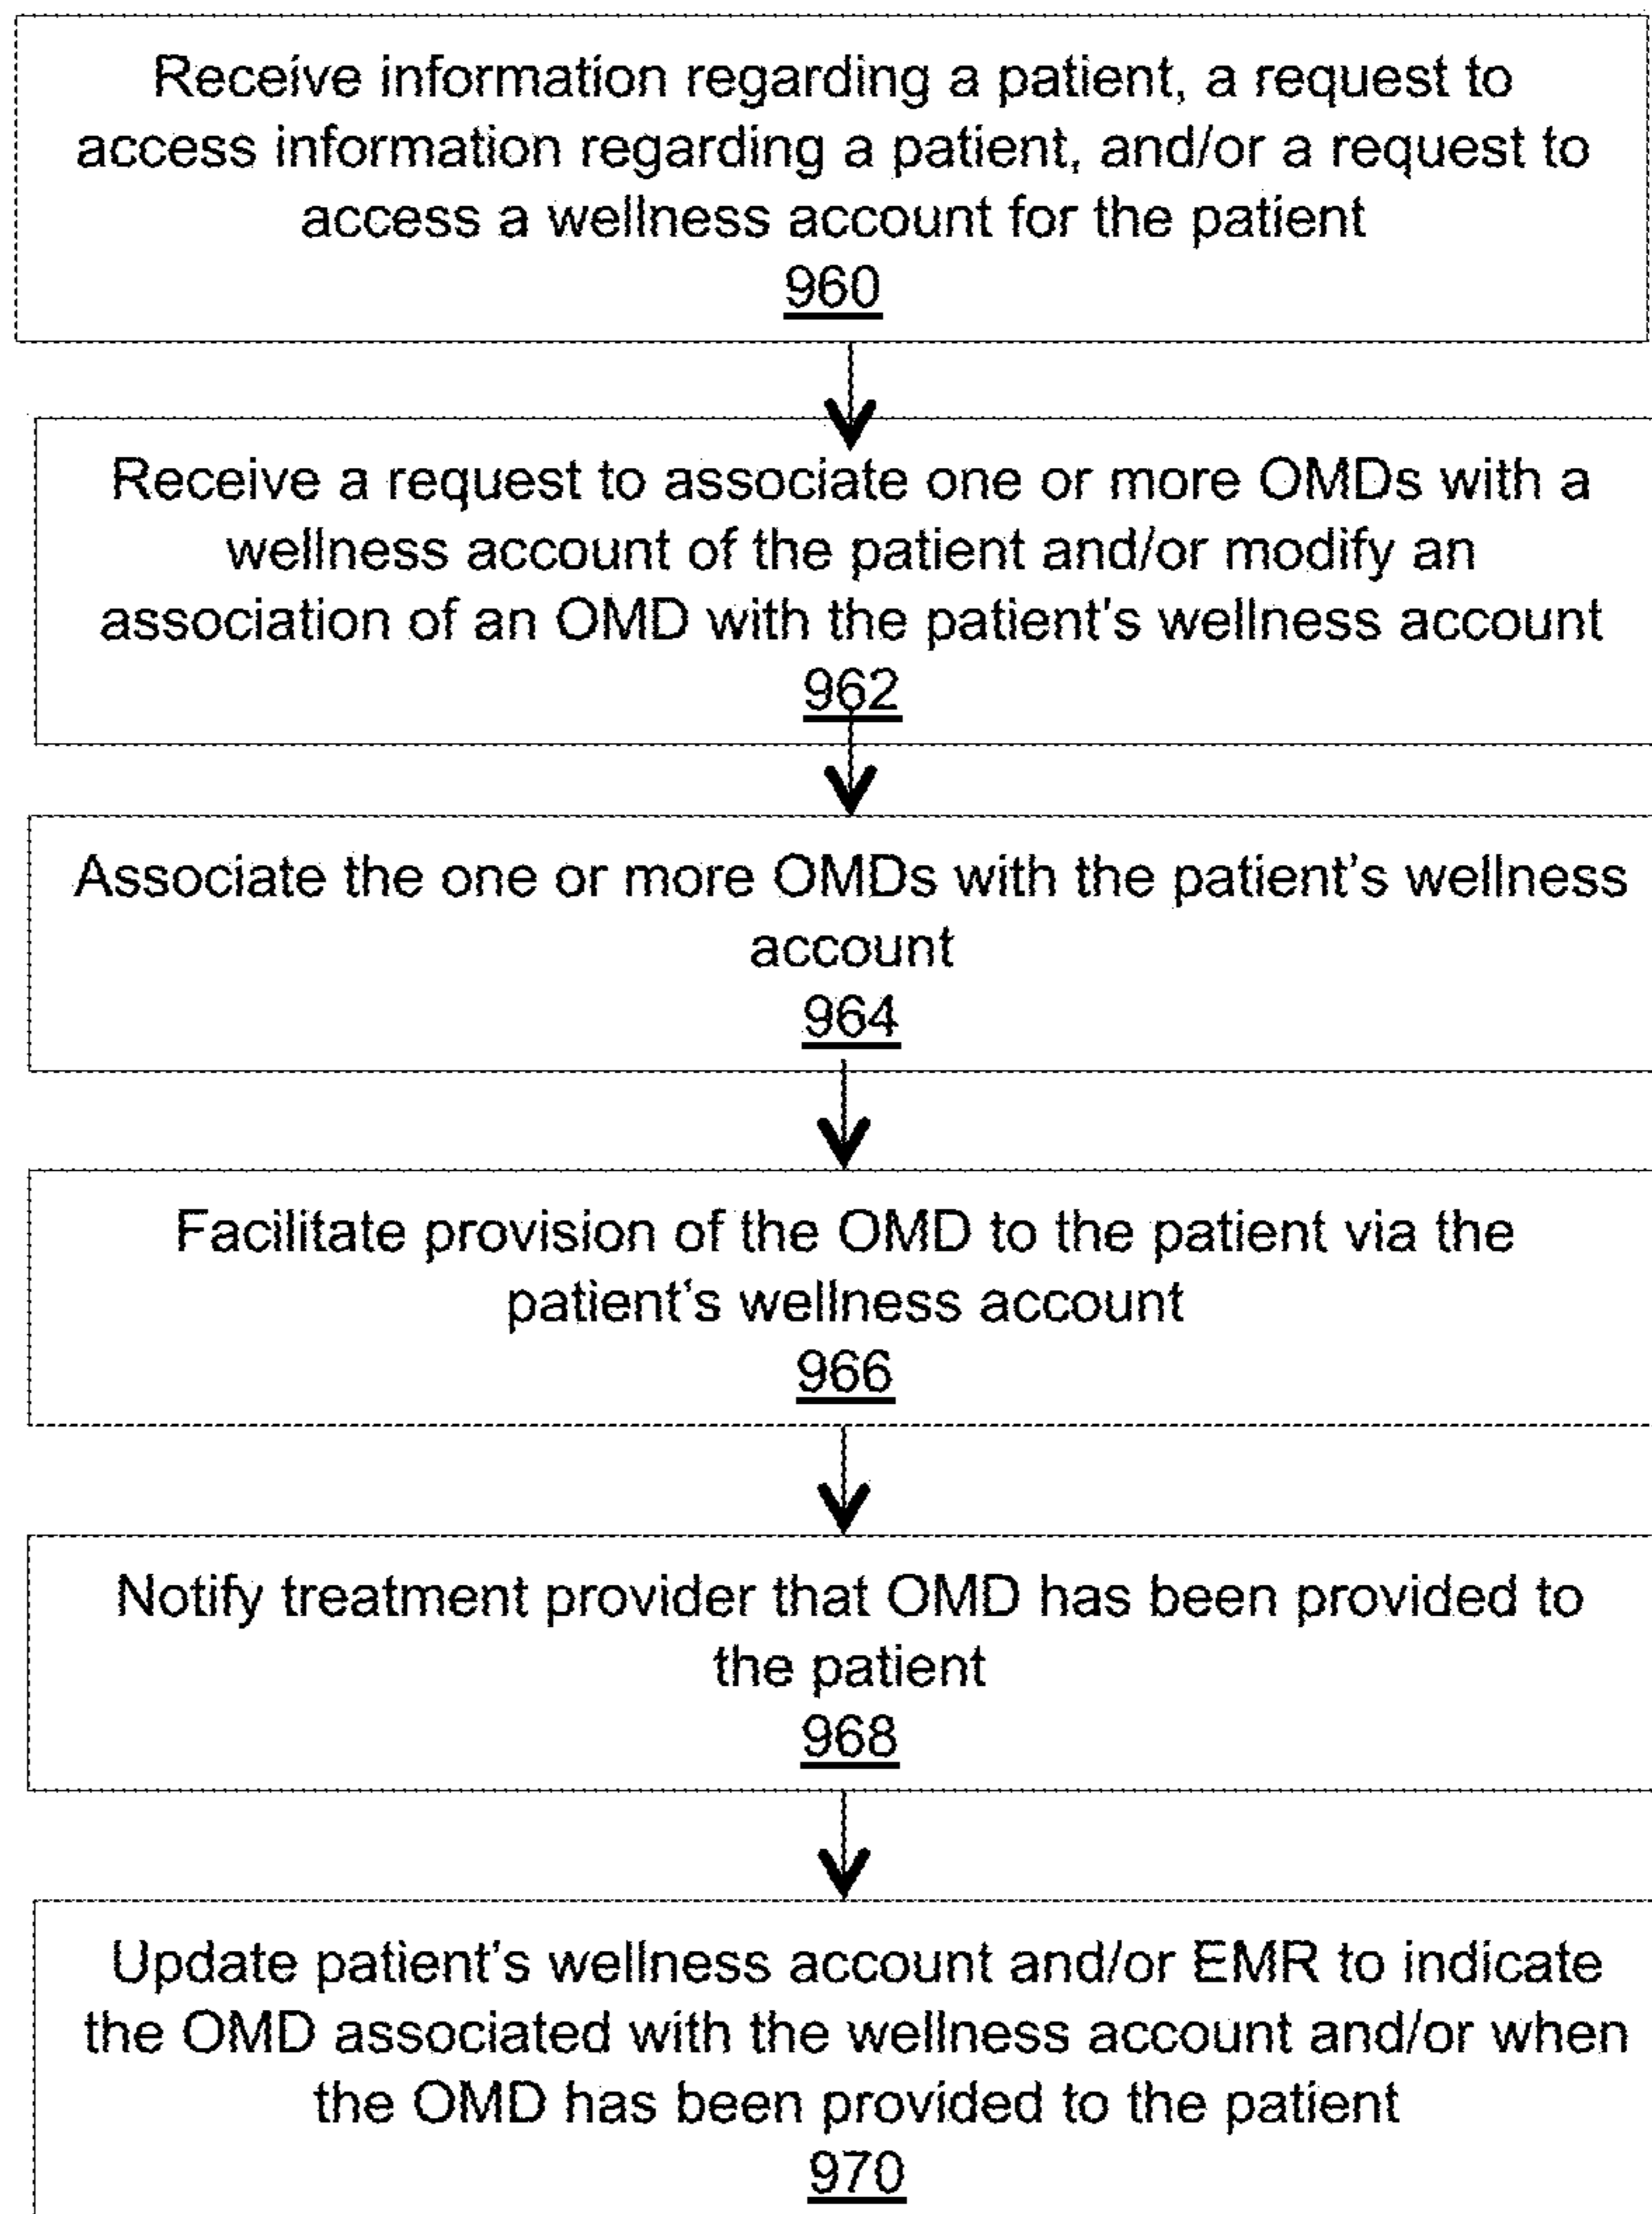 Receive information regarding a patient, a request to
access information regarding a patient, and/or a request to
access a wellness account for the patient
960
Receive a request to associate one or more OMDs with a
wellness account of the patient and/or modify an
association of an OMD with the patient's wellness account
962
Associate the one or more OMDs with the patient's wellness
account
964
Facilitate provision of the OMD to the patient via the
patient's wellness account
966
Notify treatment provider that OMD has been provided to
the patient
968
Update patient's wellness account and/or EMR to indicate
the OMD associated with the wellness account and/or when
the OMD has been provided to the patient
970